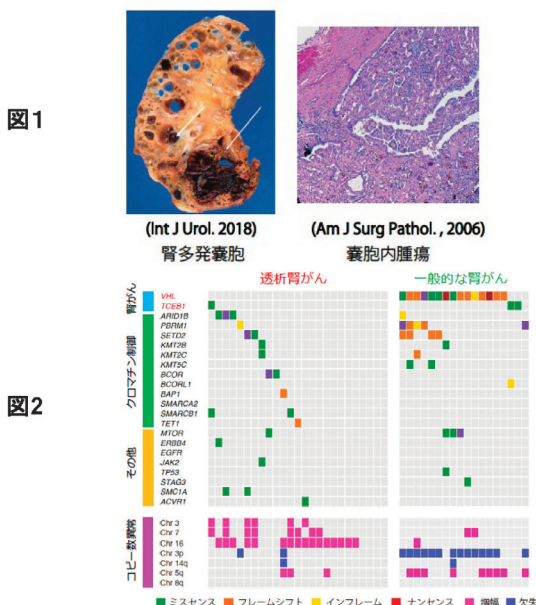 図1
(Int J Urol. 2018)
腎多発嚢胞
(Am J Surg Pathol. , 2006)
嚢胞内腫瘍
図2
透析腎がん
一般的な腎がん
腎がん
VHL
TCEB1
クロマチン制御
ARID1B
PBRM1
SETD2
KMT2B
KMT2C
KMT5C
BCOR
BCORL1
BAP1
SMARCA2
SMARCB1
TET1
その他
MTOR
ERBB4
EGFR
JAK2
TP53
STAG3
SMC1A
ACVR1
コピー数異常
Chr 3
Chr 7
Chr 16
Chr 3p
Chr 14q
Chr 5q
Chr 8q
ミスセンス フレームシフト インフレーム ナンセンス 増幅 欠失